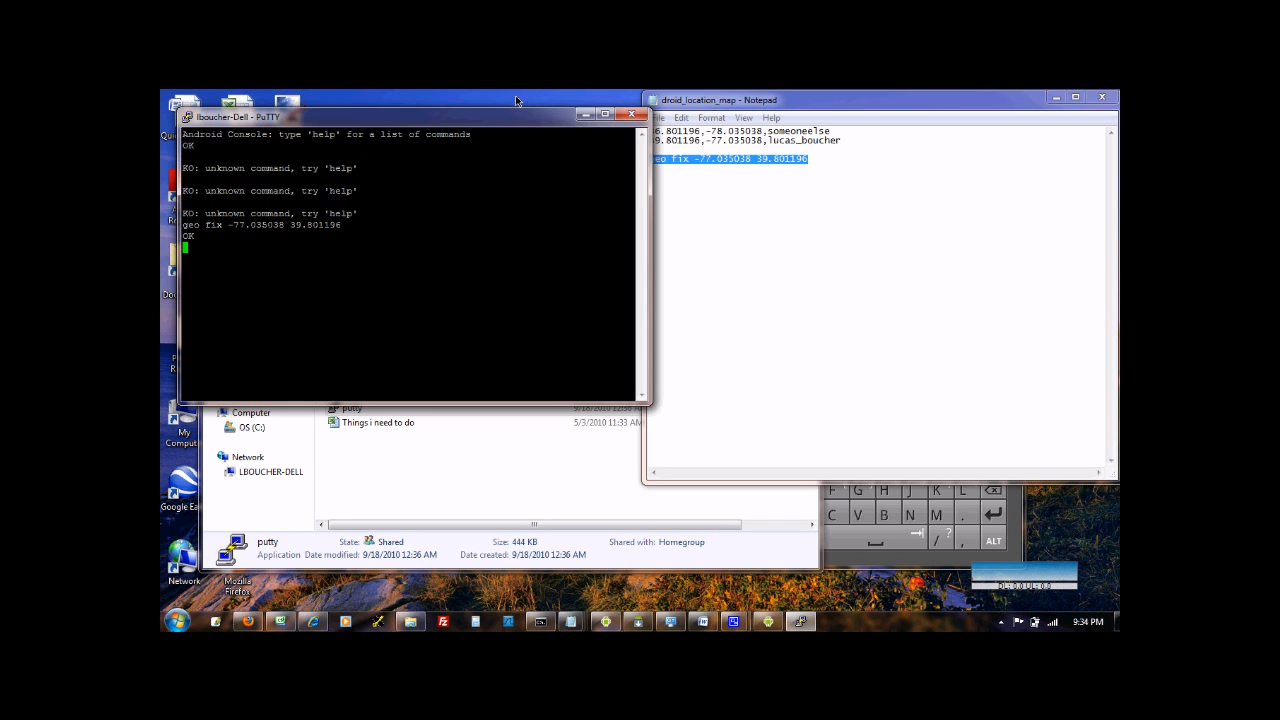 lboucher-Dell - PuTTY
Android Console: type 'help' for a list of commands
OK
KO: unknown command, try 'help'
KO: unknown command, try 'help'
KO: unknown command, try 'help'
geo fix -77.035038 39.801196
OK
droid_location_map - Notepad
Edit Format View Help
6.801196,-78.035038,someoneelse
9.801196,-77.035038,lucas_boucher
eo fix -77.035038 39.801196
Computer
putty
OS (C:)
Things i need to do
5/3/2010 11:33 AM
Network
LBOUCHER-DELL
My
Comput
Google Ea
Network
Mozilla
Firefox
putty
State: Shared
Size: 444 KB
Shared with: Homegroup
Application Date modified: 9/18/2010 12:36 AM
Date created: 9/18/2010 12:36 AM
F G H J K L
C V B N M .
/ ? , ALT
9:34 PM